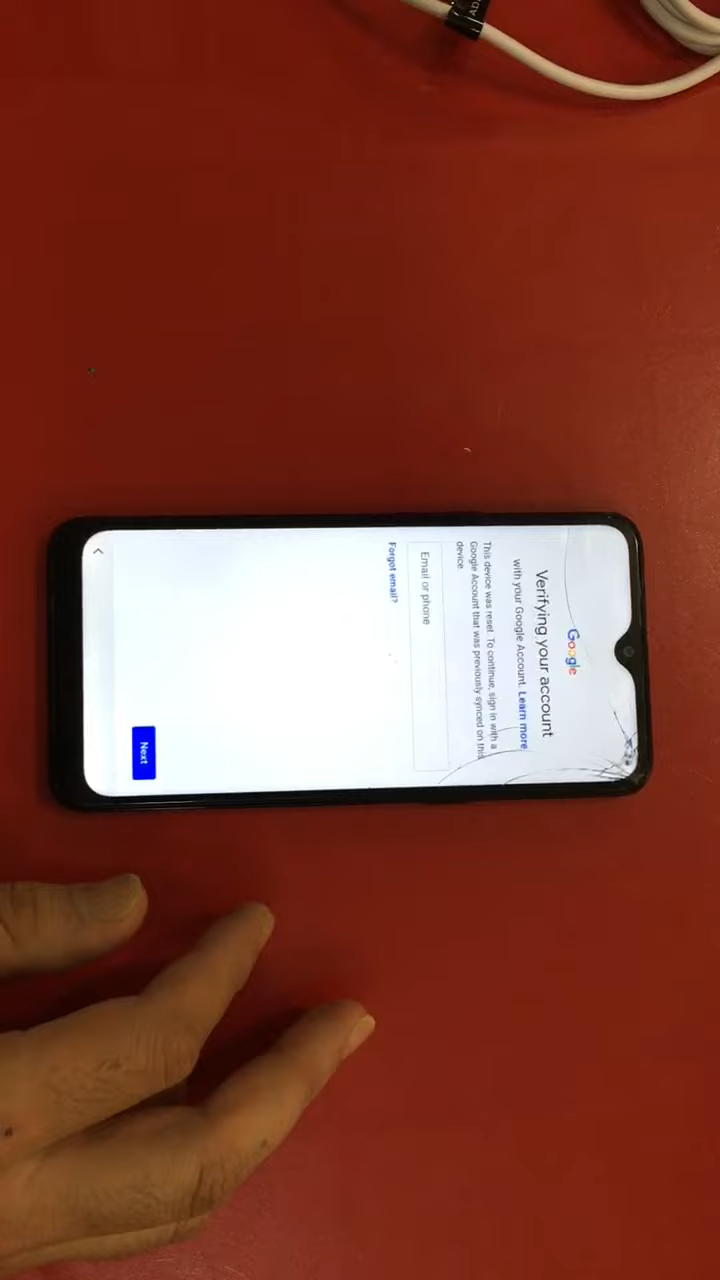 Google
Verifying your account
with your Google Account. Learn more
This device was reset. To continue, sign in with a
Google Account that was previously synced on this
device.
Email or phone
Forgot email?
Next